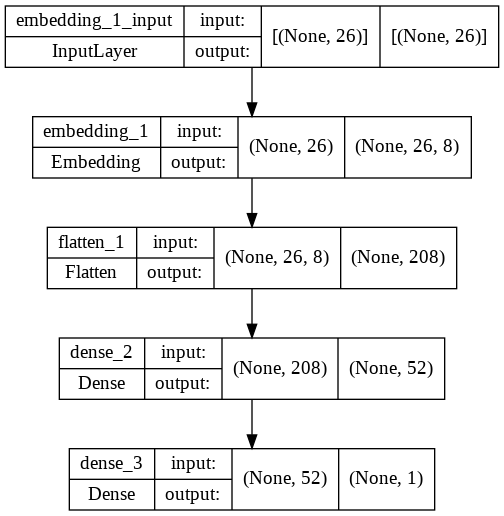 embedding_1_input input: [(None, 26)] [(None, 26)]
InputLayer output:
embedding_1 input: (None, 26) (None, 26, 8)
Embedding output:
flatten_1 input: (None, 26, 8) (None, 208)
Flatten output:
dense_2 input: (None, 208) (None, 52)
Dense output:
dense_3 input: (None, 52) (None, 1)
Dense output: